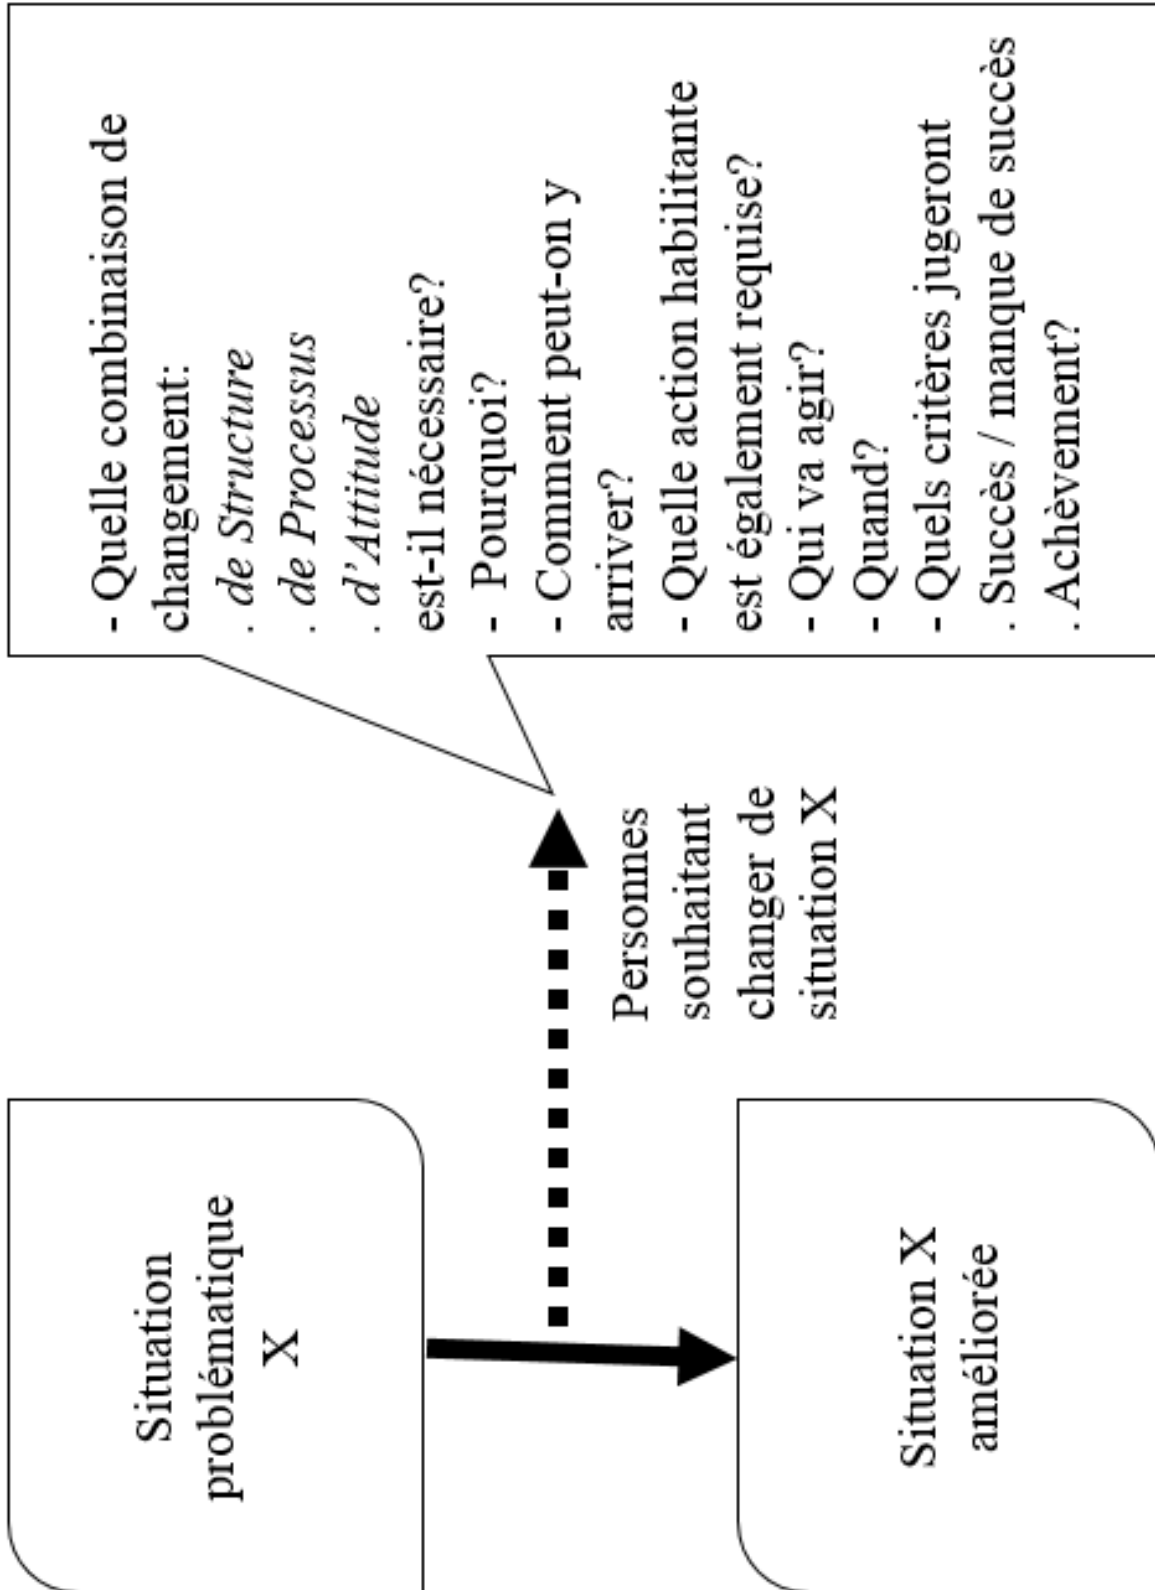 Situation
problématique
X
Situation X
améliorée
Personnes
souhaitant
changer de
situation X
- Quelle combinaison de
changement:
. de Structure
. de Processus
. d'Attitude
est-il nécessaire?
- Pourquoi?
- Comment peut-on y
arriver?
- Quelle action habilitante
est également requise?
- Qui va agir?
- Quand?
- Quels critères jugeront
. Succès / manque de succès
. Achèvement?